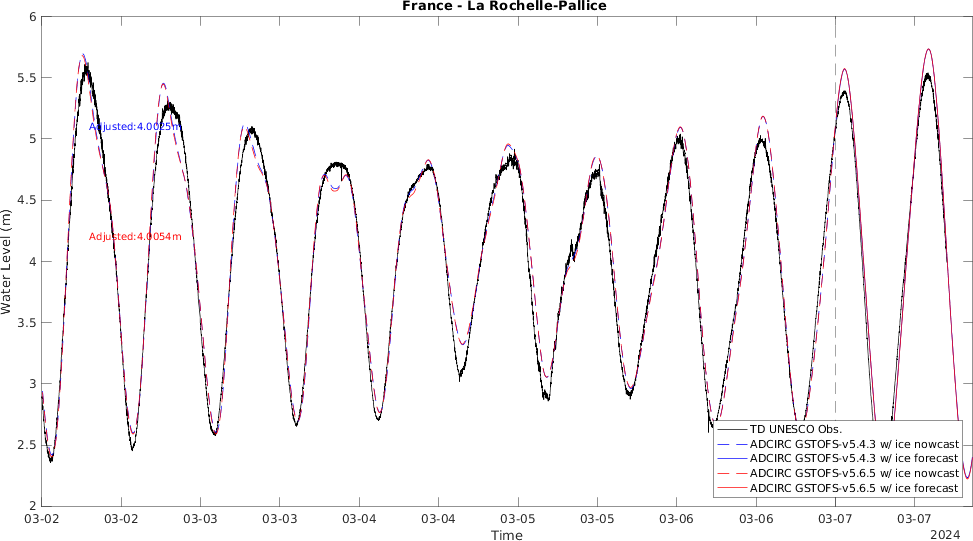 France - La Rochelle-Pallice
6
5.5
5
4.5
4
3.5
3
2.5
2
Water Level (m)
Adjusted:4.0025m
Adjusted:4.0054m
TD UNESCO Obs.
ADCIRC GSTOFS-v5.4.3 w/ ice nowcast
ADCIRC GSTOFS-v5.4.3 w/ ice forecast
ADCIRC GSTOFS-v5.6.5 w/ ice nowcast
ADCIRC GSTOFS-v5.6.5 w/ ice forecast
03-02 03-02 03-03 03-03 03-04 03-04 03-05 03-05 03-06 03-06 03-07 03-07
Time
2024